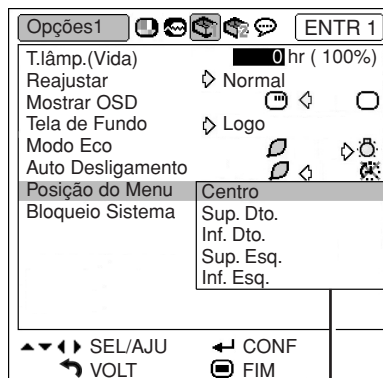 Opções1 ENTR 1
T.lâmp.(Vida) 0 hr ( 100%)
Reajustar Normal
Mostrar OSD
Tela de Fundo Logo
Modo Eco
Auto Desligamento
Posição do Menu Centro
Bloqueio Sistema Sup. Dto.
Inf. Dto.
Sup. Esq.
Inf. Esq.
SEL/AJU CONF
VOLT FIM